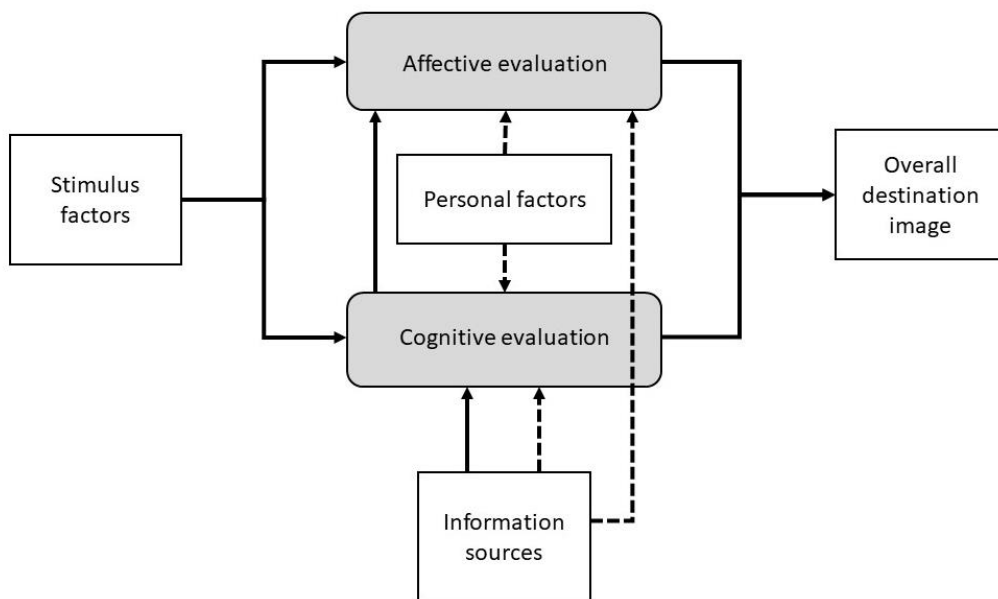 Affective evaluation
Stimulus
factors
Personal factors
Overall
destination
image
Cognitive evaluation
Information
sources